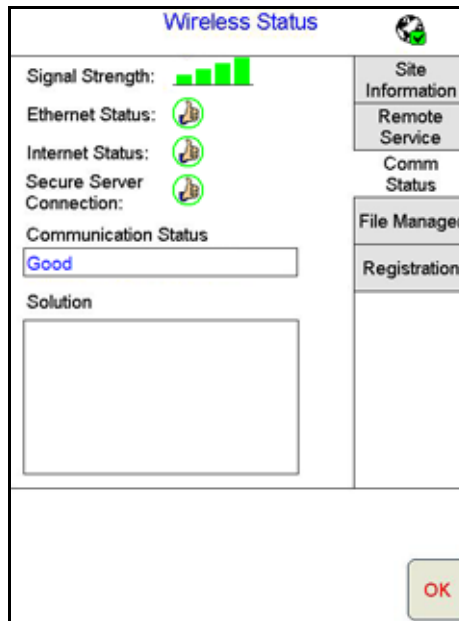 Wireless Status
Signal Strength:
Ethernet Status:
Internet Status:
Secure Server
Connection:
Communication Status
Good
Solution
Site
Information
Remote
Service
Comm
Status
File Manager
Registration
OK